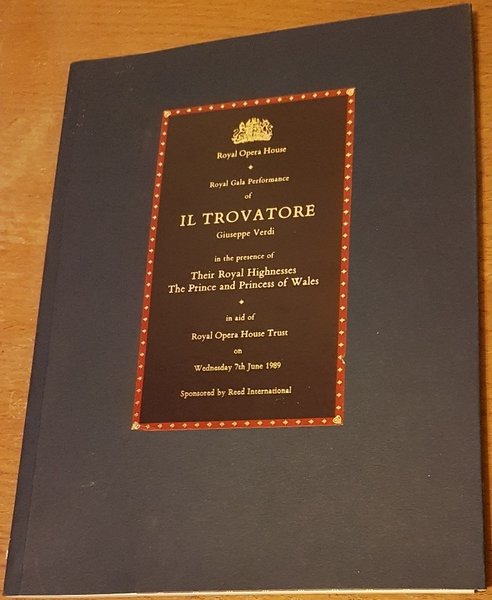 Royal Opera House
Royal Gala Performance
of
IL TROVATORE
Giuseppe Verdi
in the presence of
Their Royal Highnesses
The Prince and Princess of Wales
in aid of
Royal Opera House Trust
on
Wednesday 7th June 1989
Sponsored by Reed International